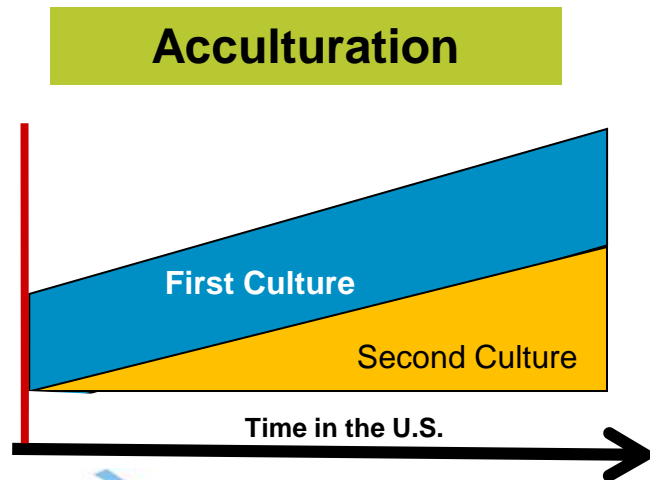 Acculturation
First Culture
Second Culture
Time in the U.S.